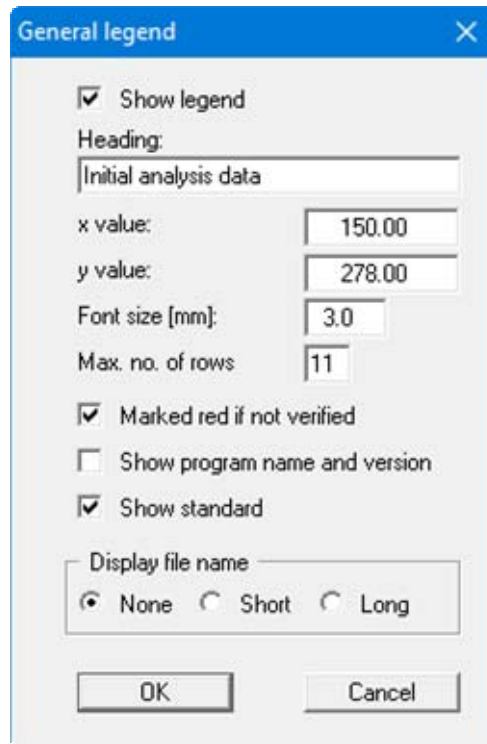 General legend
Show legend
Heading:
Initial analysis data
x value: 150.00
y value: 278.00
Font size [mm]: 3.0
Max. no. of rows 11
Marked red if not verified
Show program name and version
Show standard
Display file name
None Short Long
OK Cancel